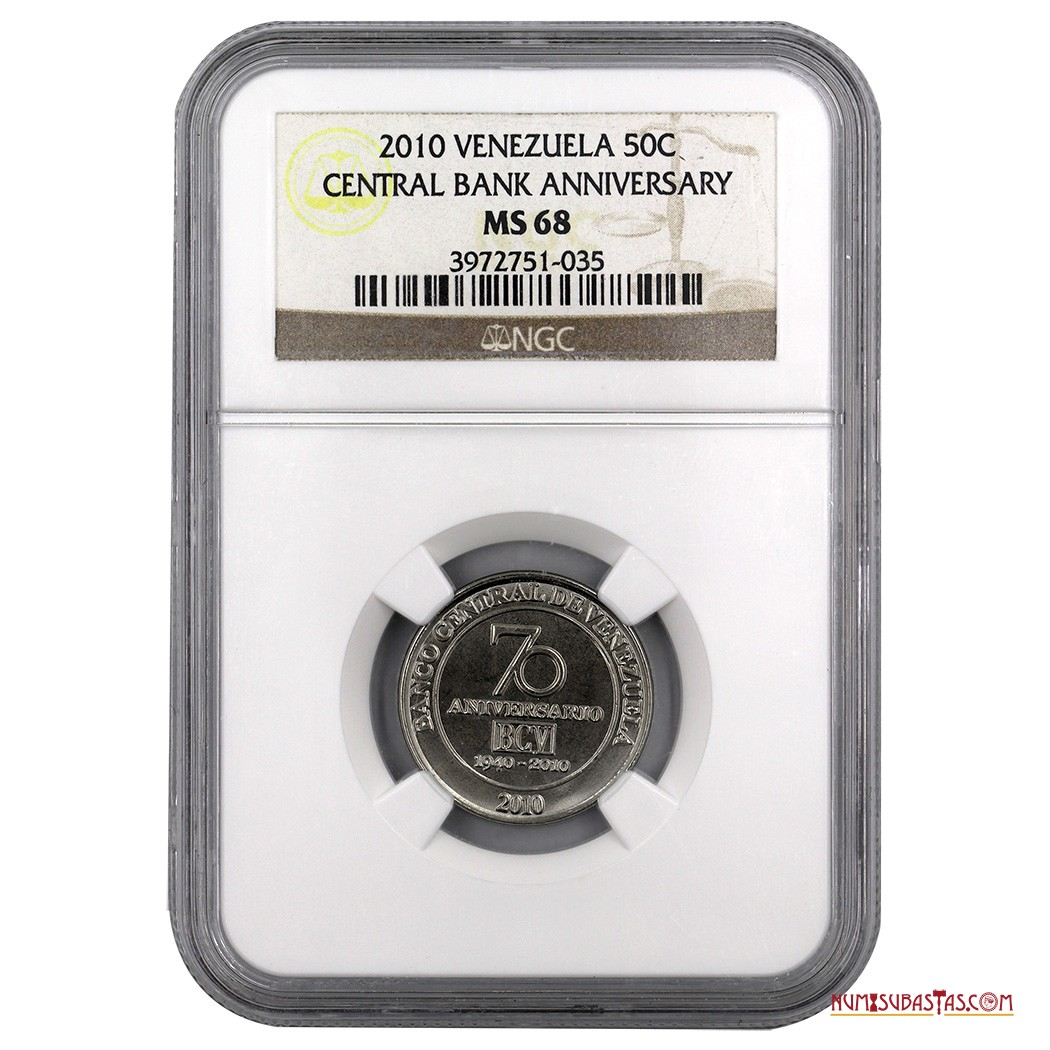 2010 VENEZUELA 50C
CENTRAL BANK ANNIVERSARY
MS 68
3972751-035
NGC
BANCO CENTRAL DE VENEZUELA
70
ANIVERSARIO
BCV
1940-2010
2010
NUMISUBASTAS.COM